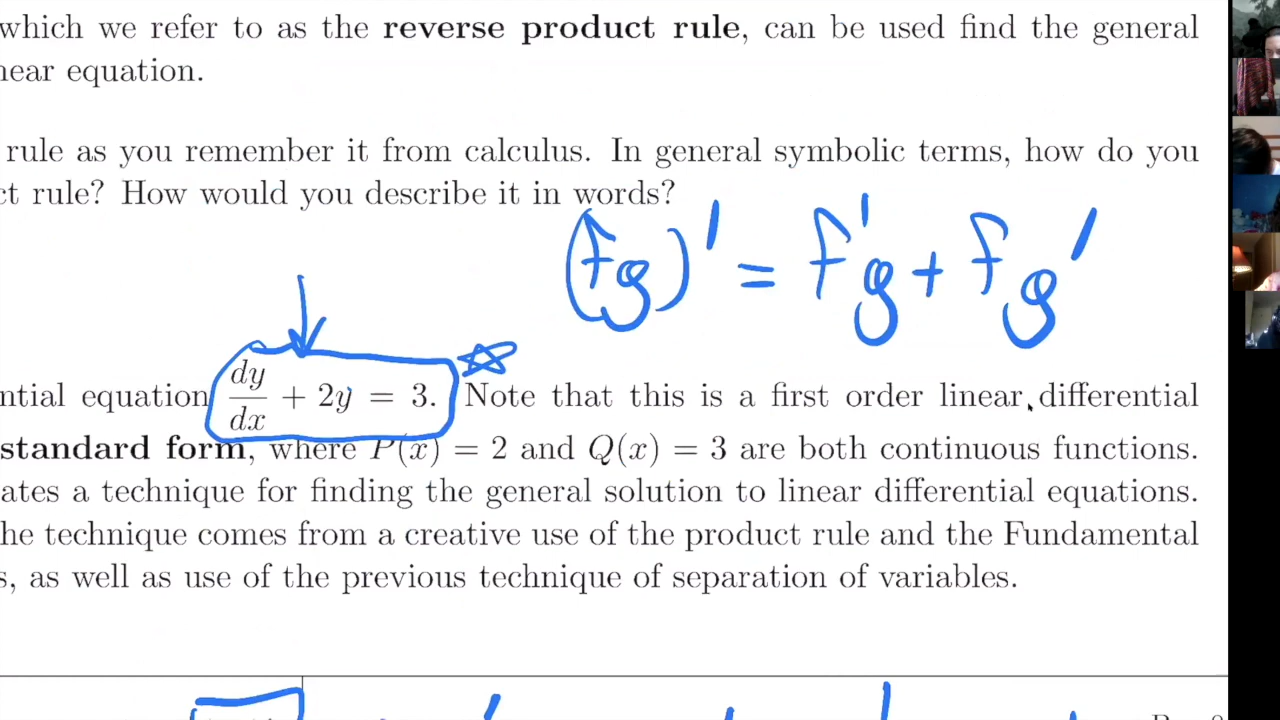 which we refer to as the reverse product rule, can be used find the general
near equation.
rule as you remember it from calculus. In general symbolic terms, how do you
ct rule? How would you describe it in words?
(fg)' = f'g + fg'
ntial equation dy/dx + 2y = 3. Note that this is a first order linear differential
standard form, where P(x) = 2 and Q(x) = 3 are both continuous functions.
ates a technique for finding the general solution to linear differential equations.
he technique comes from a creative use of the product rule and the Fundamental
s, as well as use of the previous technique of separation of variables.